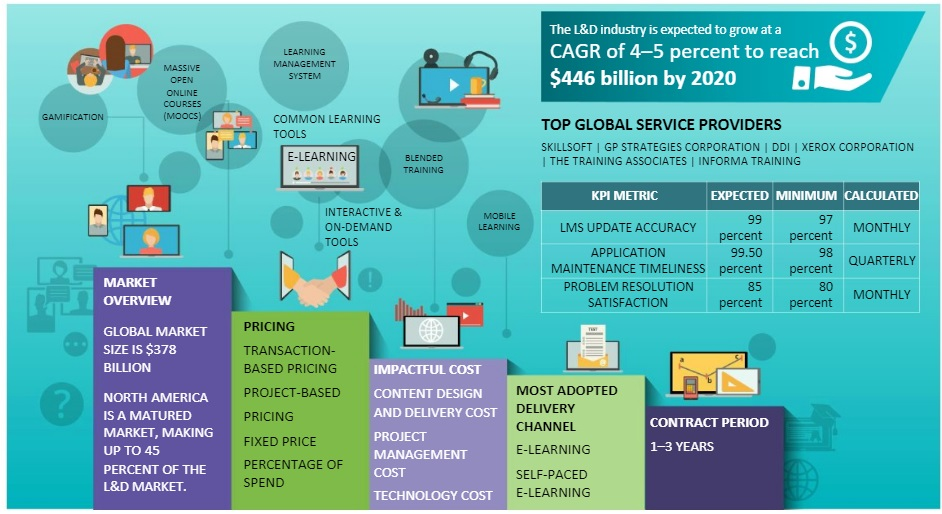 GAMIFICATION
MASSIVE
OPEN
ONLINE
COURSES
(MOOCS)
LEARNING
MANAGEMENT
SYSTEM
COMMON LEARNING
TOOLS
E-LEARNING
BLENDED
TRAINING
INTERACTIVE &
ON-DEMAND
TOOLS
MOBILE
LEARNING
The L&D industry is expected to grow at a
CAGR of 4–5 percent to reach
$446 billion by 2020
$
TOP GLOBAL SERVICE PROVIDERS
SKILLSOFT | GP STRATEGIES CORPORATION | DDI | XEROX CORPORATION
| THE TRAINING ASSOCIATES | INFORMA TRAINING
KPI METRIC EXPECTED MINIMUM CALCULATED
LMS UPDATE ACCURACY 99 percent 97 percent MONTHLY
APPLICATION MAINTENANCE TIMELINESS 99.50 percent 98 percent QUARTERLY
PROBLEM RESOLUTION SATISFACTION 85 percent 80 percent MONTHLY
MARKET
OVERVIEW
GLOBAL MARKET
SIZE IS $378
BILLION
NORTH AMERICA
IS A MATURED
MARKET, MAKING
UP TO 45
PERCENT OF THE
L&D MARKET.
PRICING
TRANSACTION-
BASED PRICING
PROJECT-BASED
PRICING
FIXED PRICE
PERCENTAGE OF
SPEND
IMPACTFUL COST
CONTENT DESIGN
AND DELIVERY COST
PROJECT
MANAGEMENT
COST
TECHNOLOGY COST
TEST
MOST ADOPTED
DELIVERY
CHANNEL
E-LEARNING
SELF-PACED
E-LEARNING
CONTRACT PERIOD
1–3 YEARS